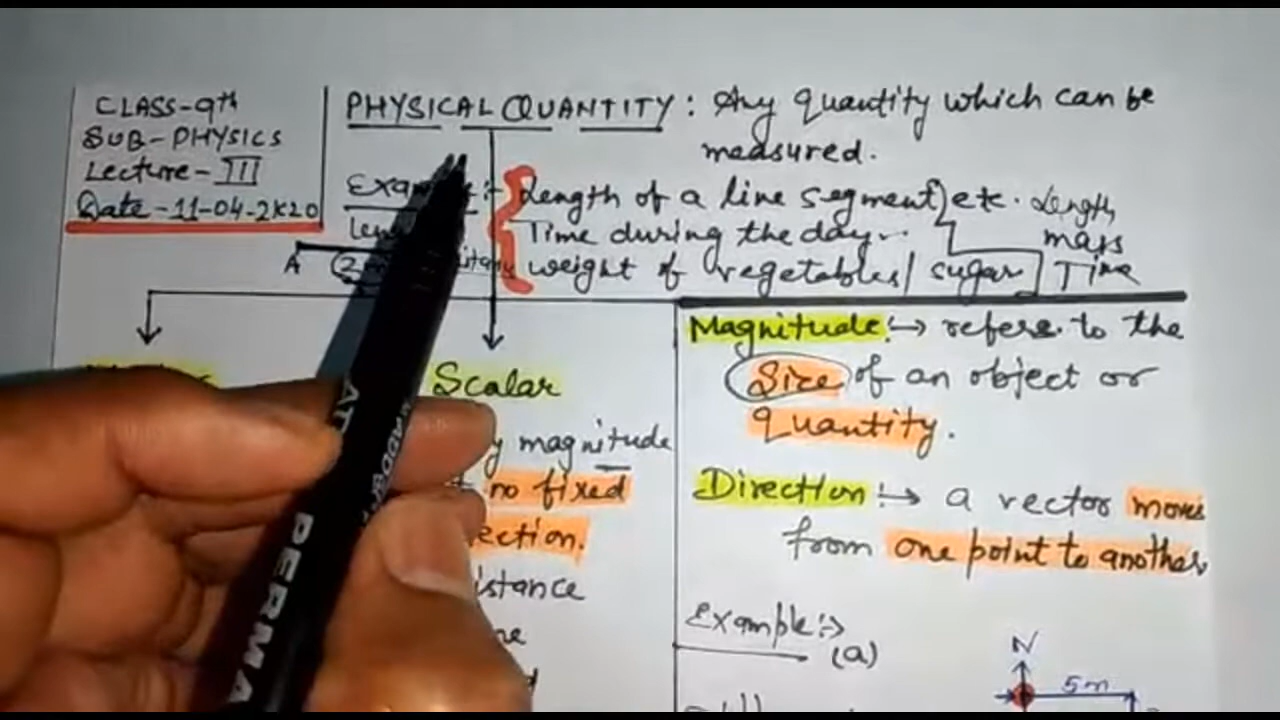 CLASS-9th
SUB-PHYSICS
Lecture-III
Date-11-04-2K20
PHYSICAL QUANTITY: Any quantity which can be
measured.
Length of a line segment etc.
Time during the day..
weight of vegetables/ sugar
Length
mass
Time
A
Scalar
magnitude
no fixed
Magnitude:→ refers to the
Size of an object or
quantity.
Direction:→ a vector moves
from one point to another
Example:→
(a)
N
5m
DERMA